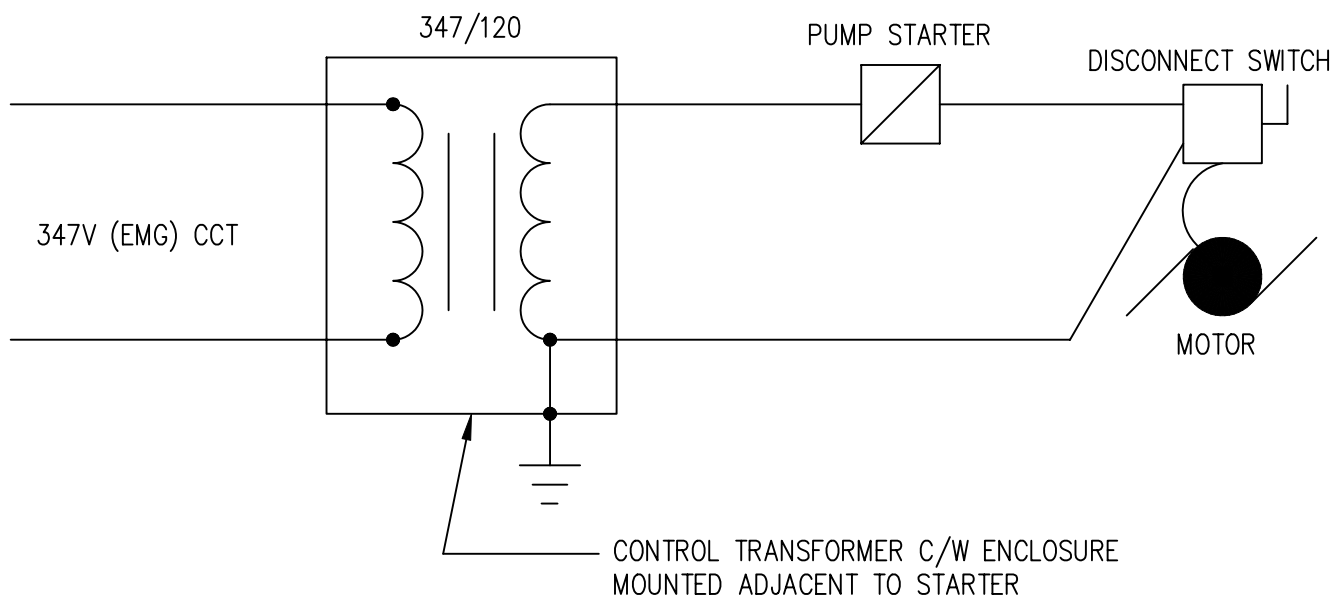 347/120
PUMP STARTER
DISCONNECT SWITCH
347V (EMG) CCT
MOTOR
CONTROL TRANSFORMER C/W ENCLOSURE
MOUNTED ADJACENT TO STARTER